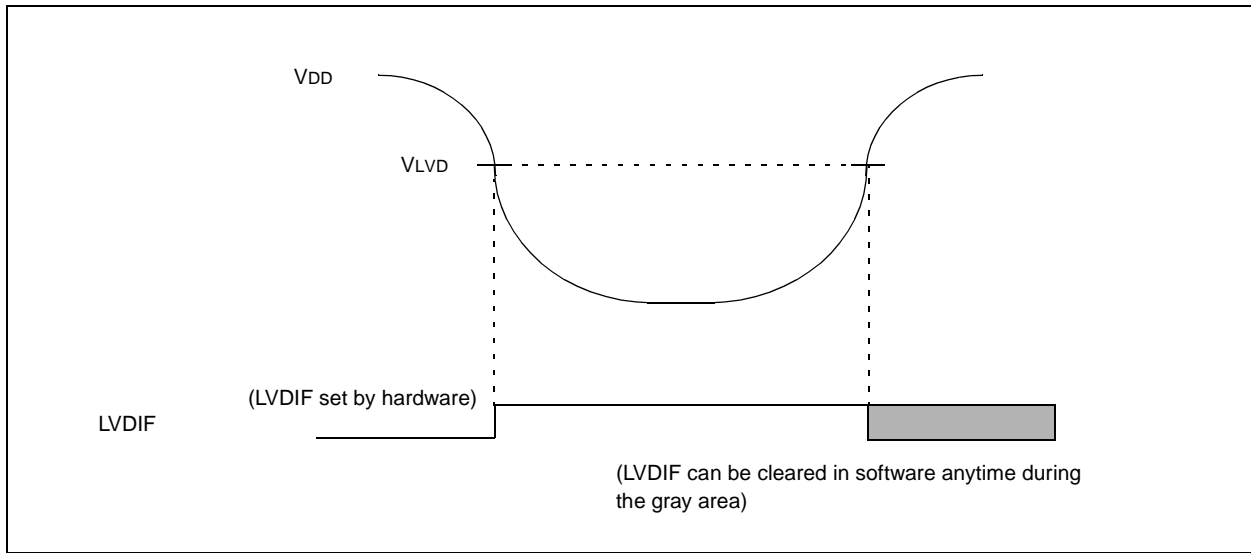 VDD
VLVD
(LVDIF set by hardware)
LVDIF
(LVDIF can be cleared in software anytime during
the gray area)